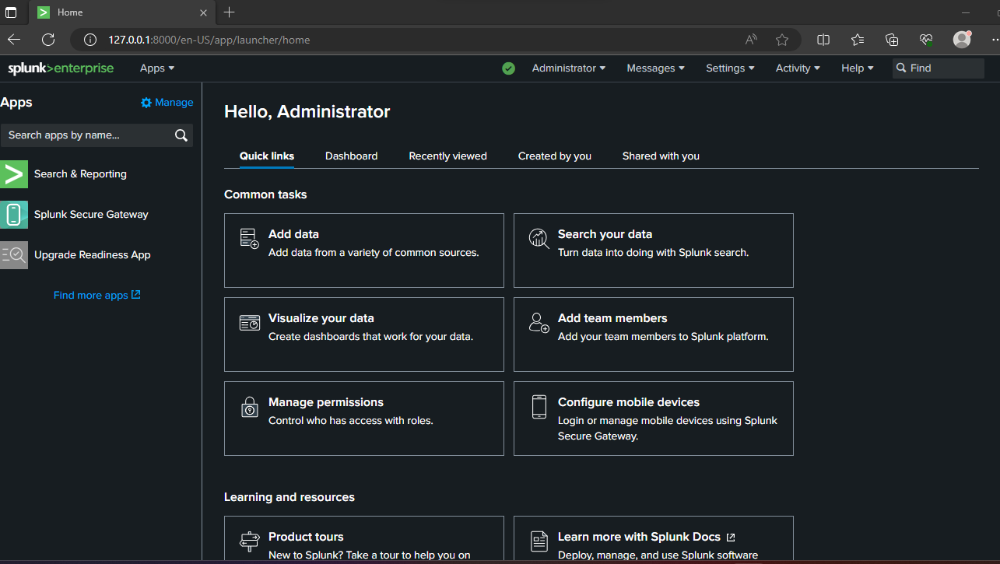 Home
127.0.0.1:8000/en-US/app/launcher/home
splunk>enterprise Apps Administrator Messages Settings Activity Help Find
Apps Manage
Search apps by name...
Search & Reporting
Splunk Secure Gateway
Upgrade Readiness App
Find more apps
Hello, Administrator
Quick links Dashboard Recently viewed Created by you Shared with you
Common tasks
Add data
Add data from a variety of common sources.
Search your data
Turn data into doing with Splunk search.
Visualize your data
Create dashboards that work for your data.
Add team members
Add your team members to Splunk platform.
Manage permissions
Control who has access with roles.
Configure mobile devices
Login or manage mobile devices using Splunk
Secure Gateway.
Learning and resources
Product tours
New to Splunk? Take a tour to help you on
Learn more with Splunk Docs
Deploy, manage, and use Splunk software